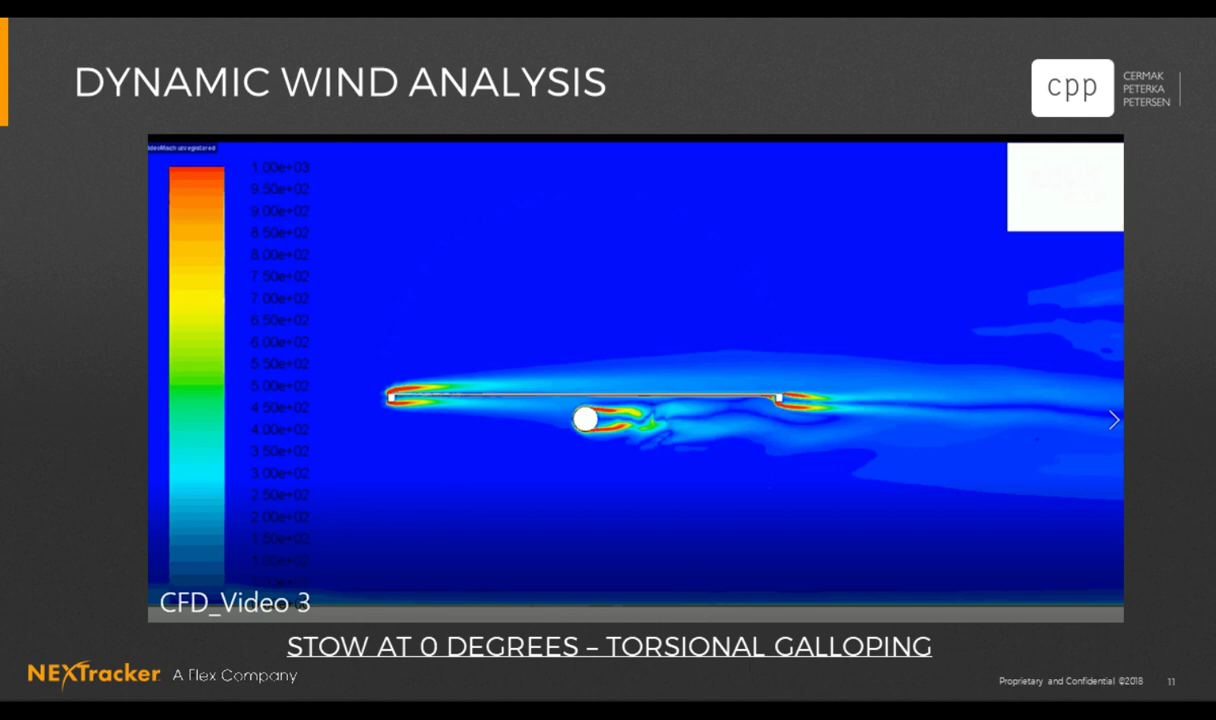 DYNAMIC WIND ANALYSIS
cpp
CERMAK
PETERKA
PETERSEN
1.00e+03
9.50e+02
9.00e+02
8.50e+02
8.00e+02
7.50e+02
7.00e+02
6.50e+02
6.00e+02
5.50e+02
5.00e+02
4.50e+02
4.00e+02
3.50e+02
3.00e+02
2.50e+02
2.00e+02
1.50e+02
1.00e+02
CFD_Video 3
STOW AT 0 DEGREES – TORSIONAL GALLOPING
NEXTracker A Flex Company
Proprietary and Confidential ©2018 11